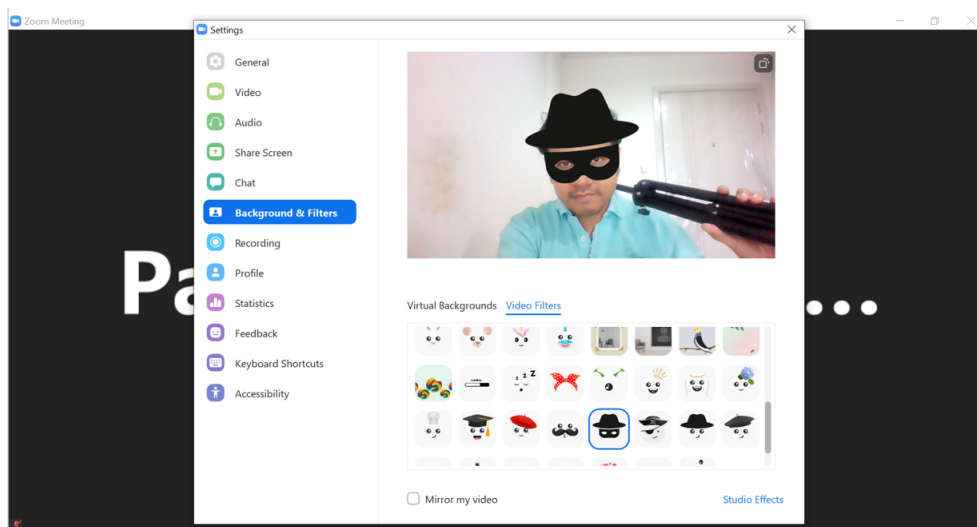 Zoom Meeting
Settings
General
Video
Audio
Share Screen
Chat
Background & Filters
Recording
Profile
Statistics
Feedback
Keyboard Shortcuts
Accessibility
Pa
...
Virtual Backgrounds Video Filters
Mirror my video
Studio Effects